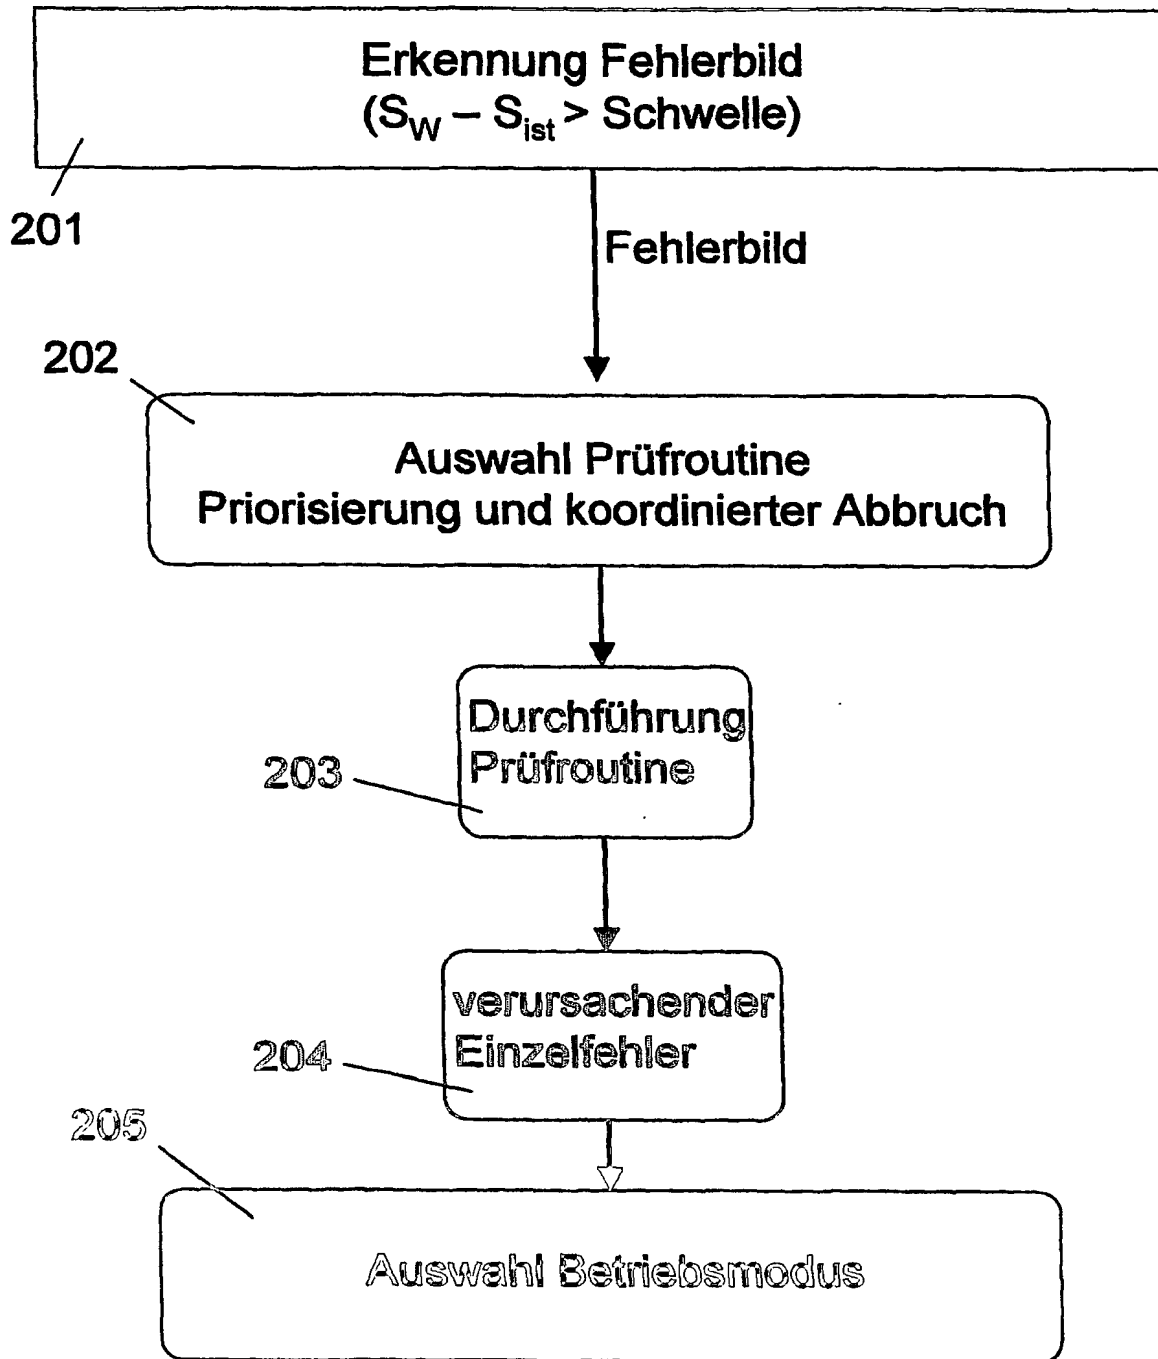 Erkennung Fehlerbild
(S_W – S_ist > Schwelle)
201
Fehlerbild
202
Auswahl Prüfroutine
Priorisierung und koordinierter Abbruch
Durchführung
Prüfroutine
203
verursachender
Einzelfehler
204
205
Auswahl Betriebsmodus